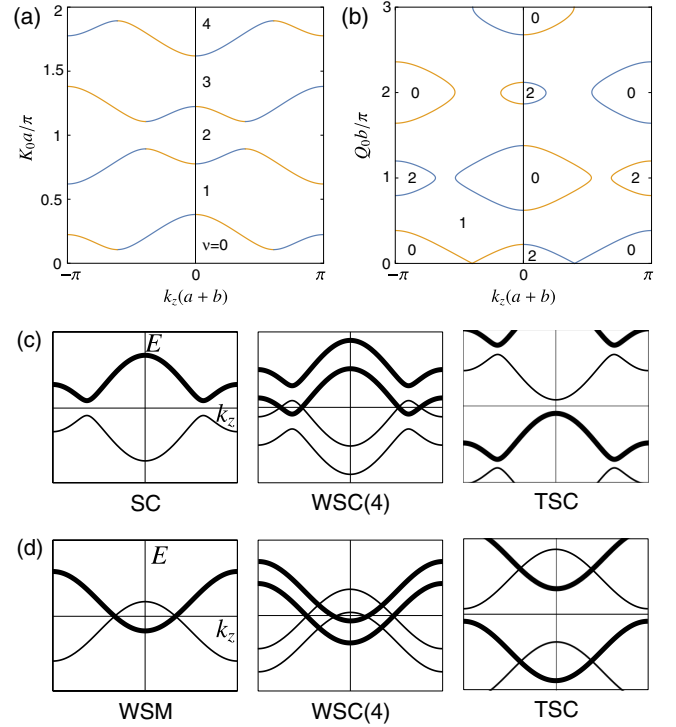 (a)
K₀a/π
2
1.5
1
0.5
0
4
3
2
1
ν=0
−π
0
π
k_z(a + b)
(b)
Q₀b/π
3
2
1
0
0
0
2
0
2
0
2
1
0
2
0
−π
0
π
k_z(a + b)
(c)
E
k_z
SC
WSC(4)
TSC
(d)
E
k_z
WSM
WSC(4)
TSC